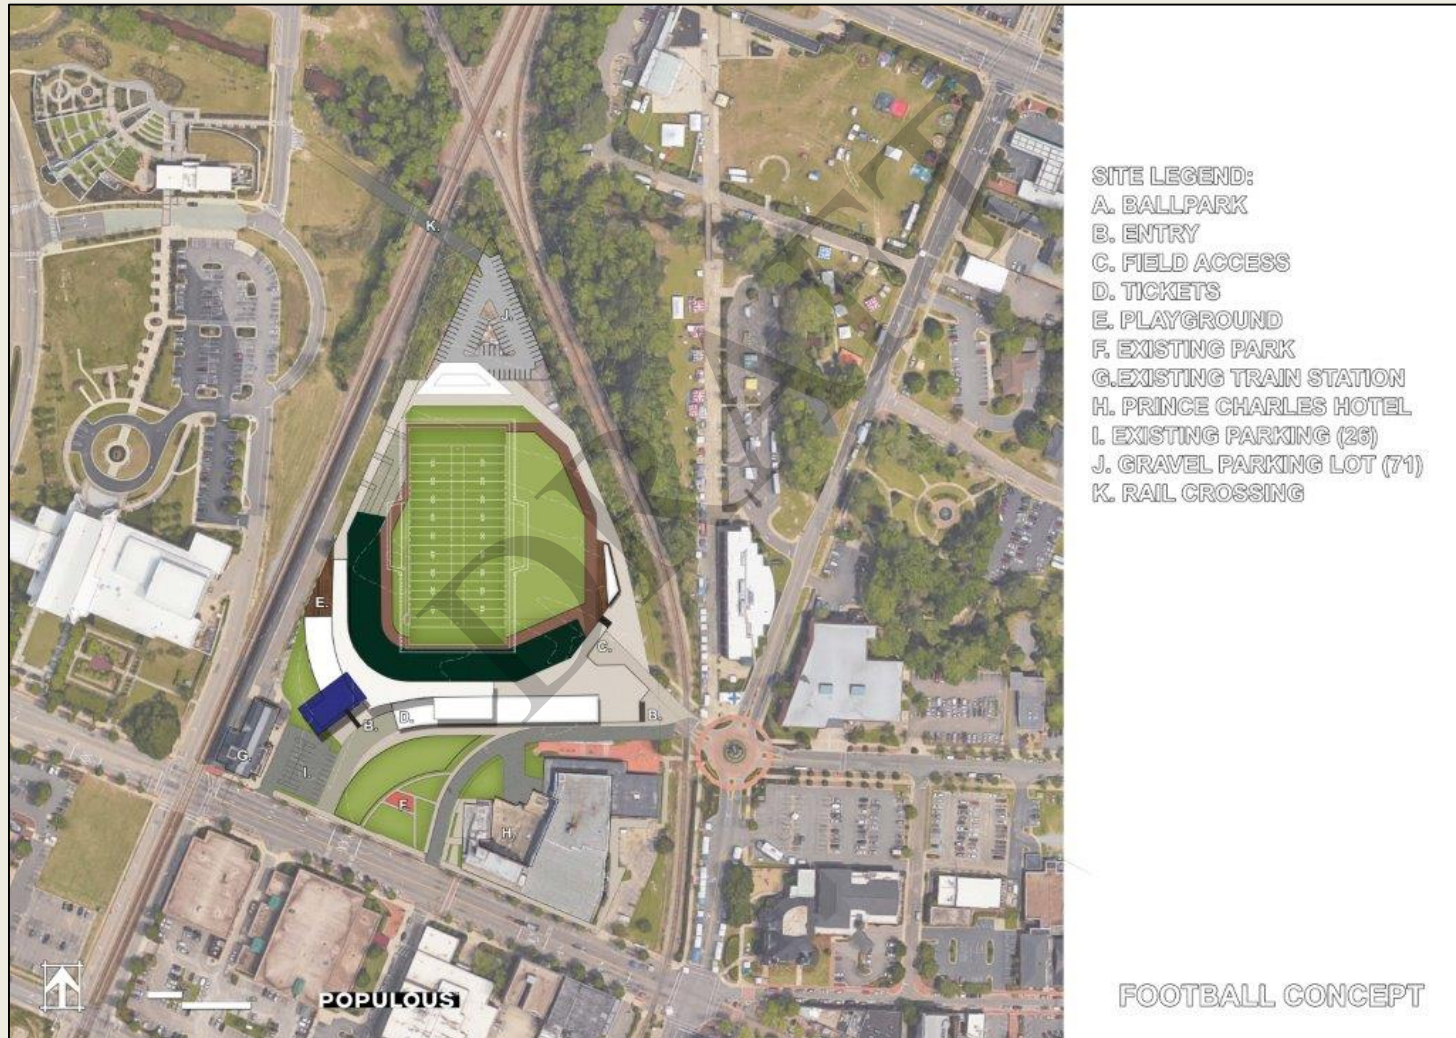 SITE LEGEND:
A. BALLPARK
B. ENTRY
C. FIELD ACCESS
D. TICKETS
E. PLAYGROUND
F. EXISTING PARK
G.EXISTING TRAIN STATION
H. PRINCE CHARLES HOTEL
I. EXISTING PARKING (26)
J. GRAVEL PARKING LOT (71)
K. RAIL CROSSING
K.
J.
E.
C.
B.
D.
B.
G.
I.
F.
H.
DRAFT
POPULOUS
FOOTBALL CONCEPT